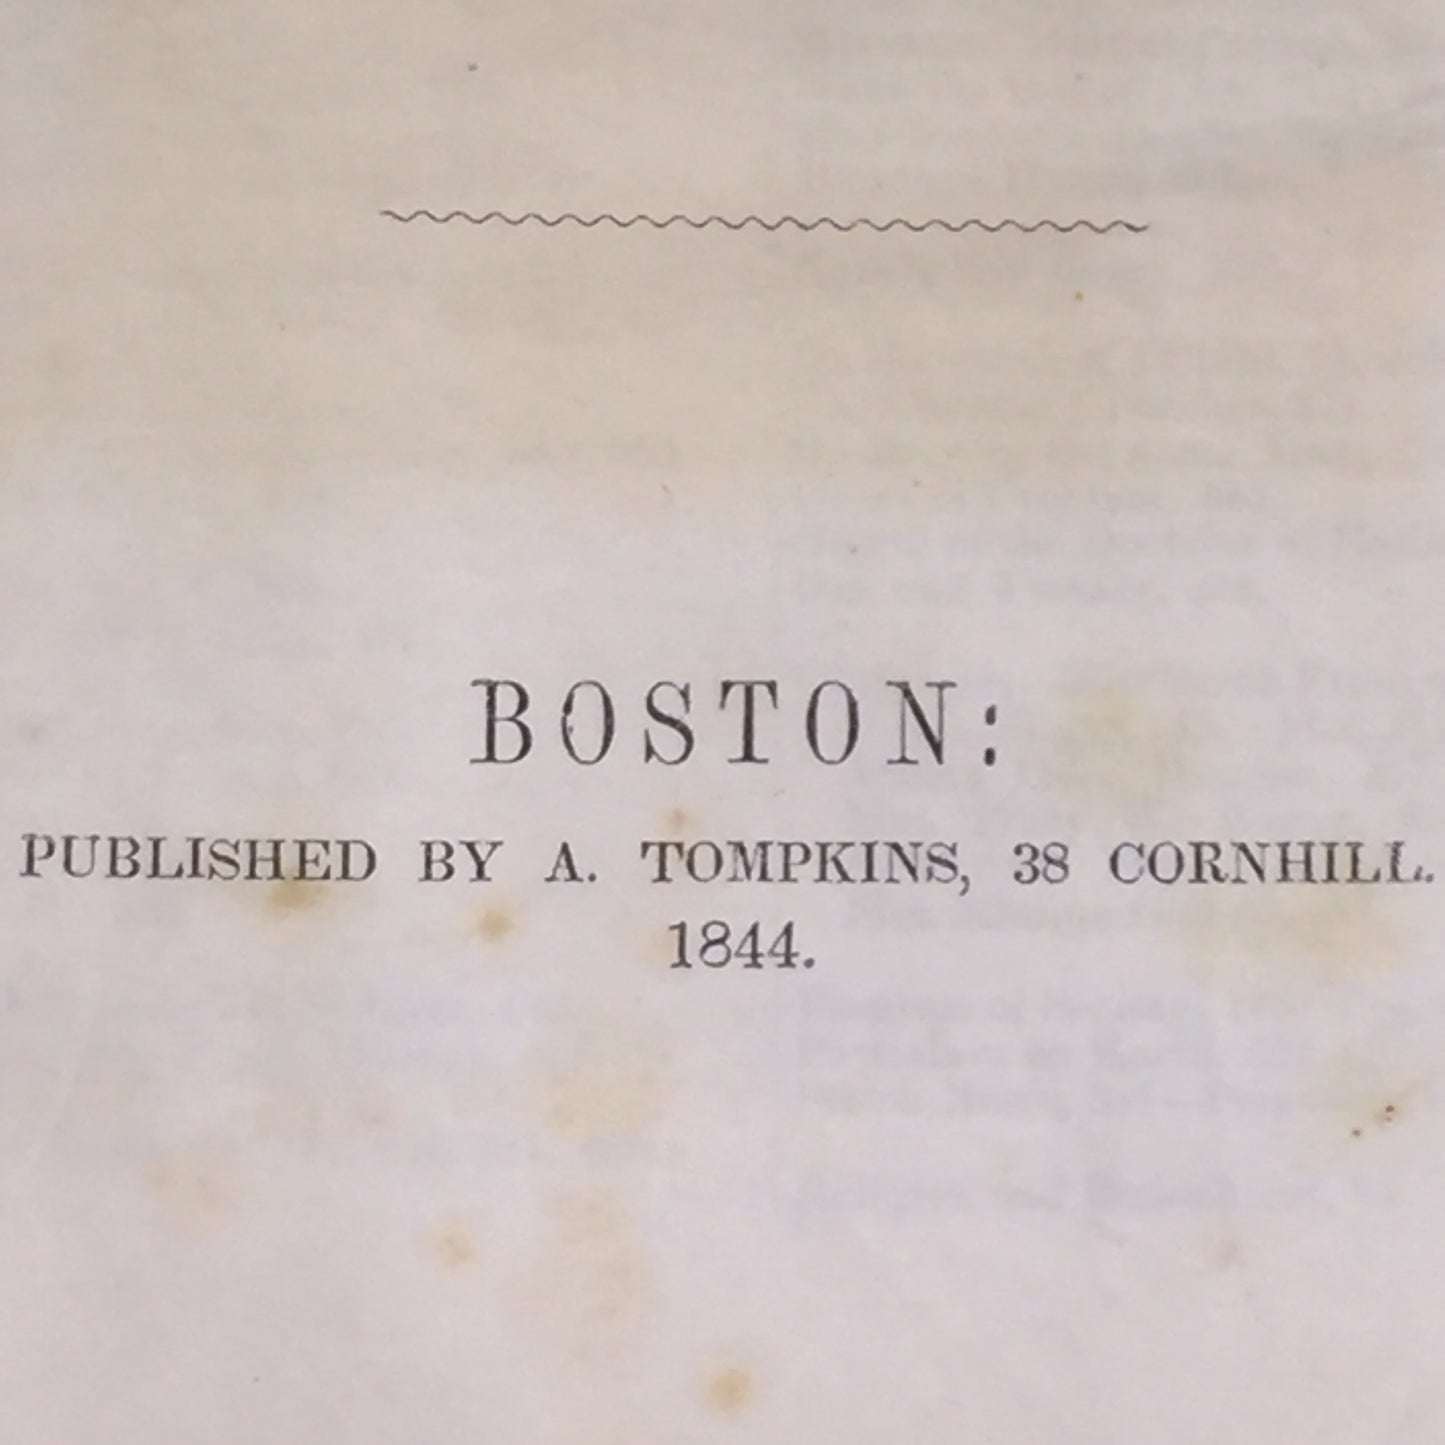 BOSTON:
PUBLISHED BY A. TOMPKINS, 38 CORNHILL.
1844.